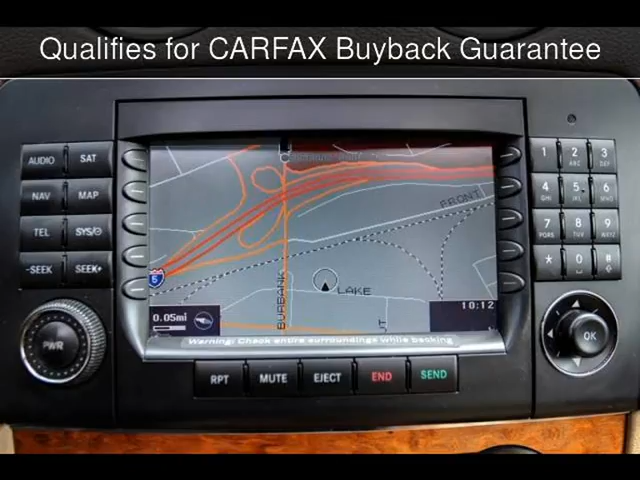 Qualifies for CARFAX Buyback Guarantee
AUDIO SAT
NAV MAP
TEL SYS
-SEEK SEEK+
PWR
1 2 ABC 3 DEF
4 GHI 5 JKL 6 MNO
7 PQRS 8 TUV 9 WXYZ
* 0 #
OK
FRONT
5
BURBANK
LAKE
UT
0.05mi
10:12
Warning: Check entire surroundings while backing
RPT MUTE EJECT END SEND